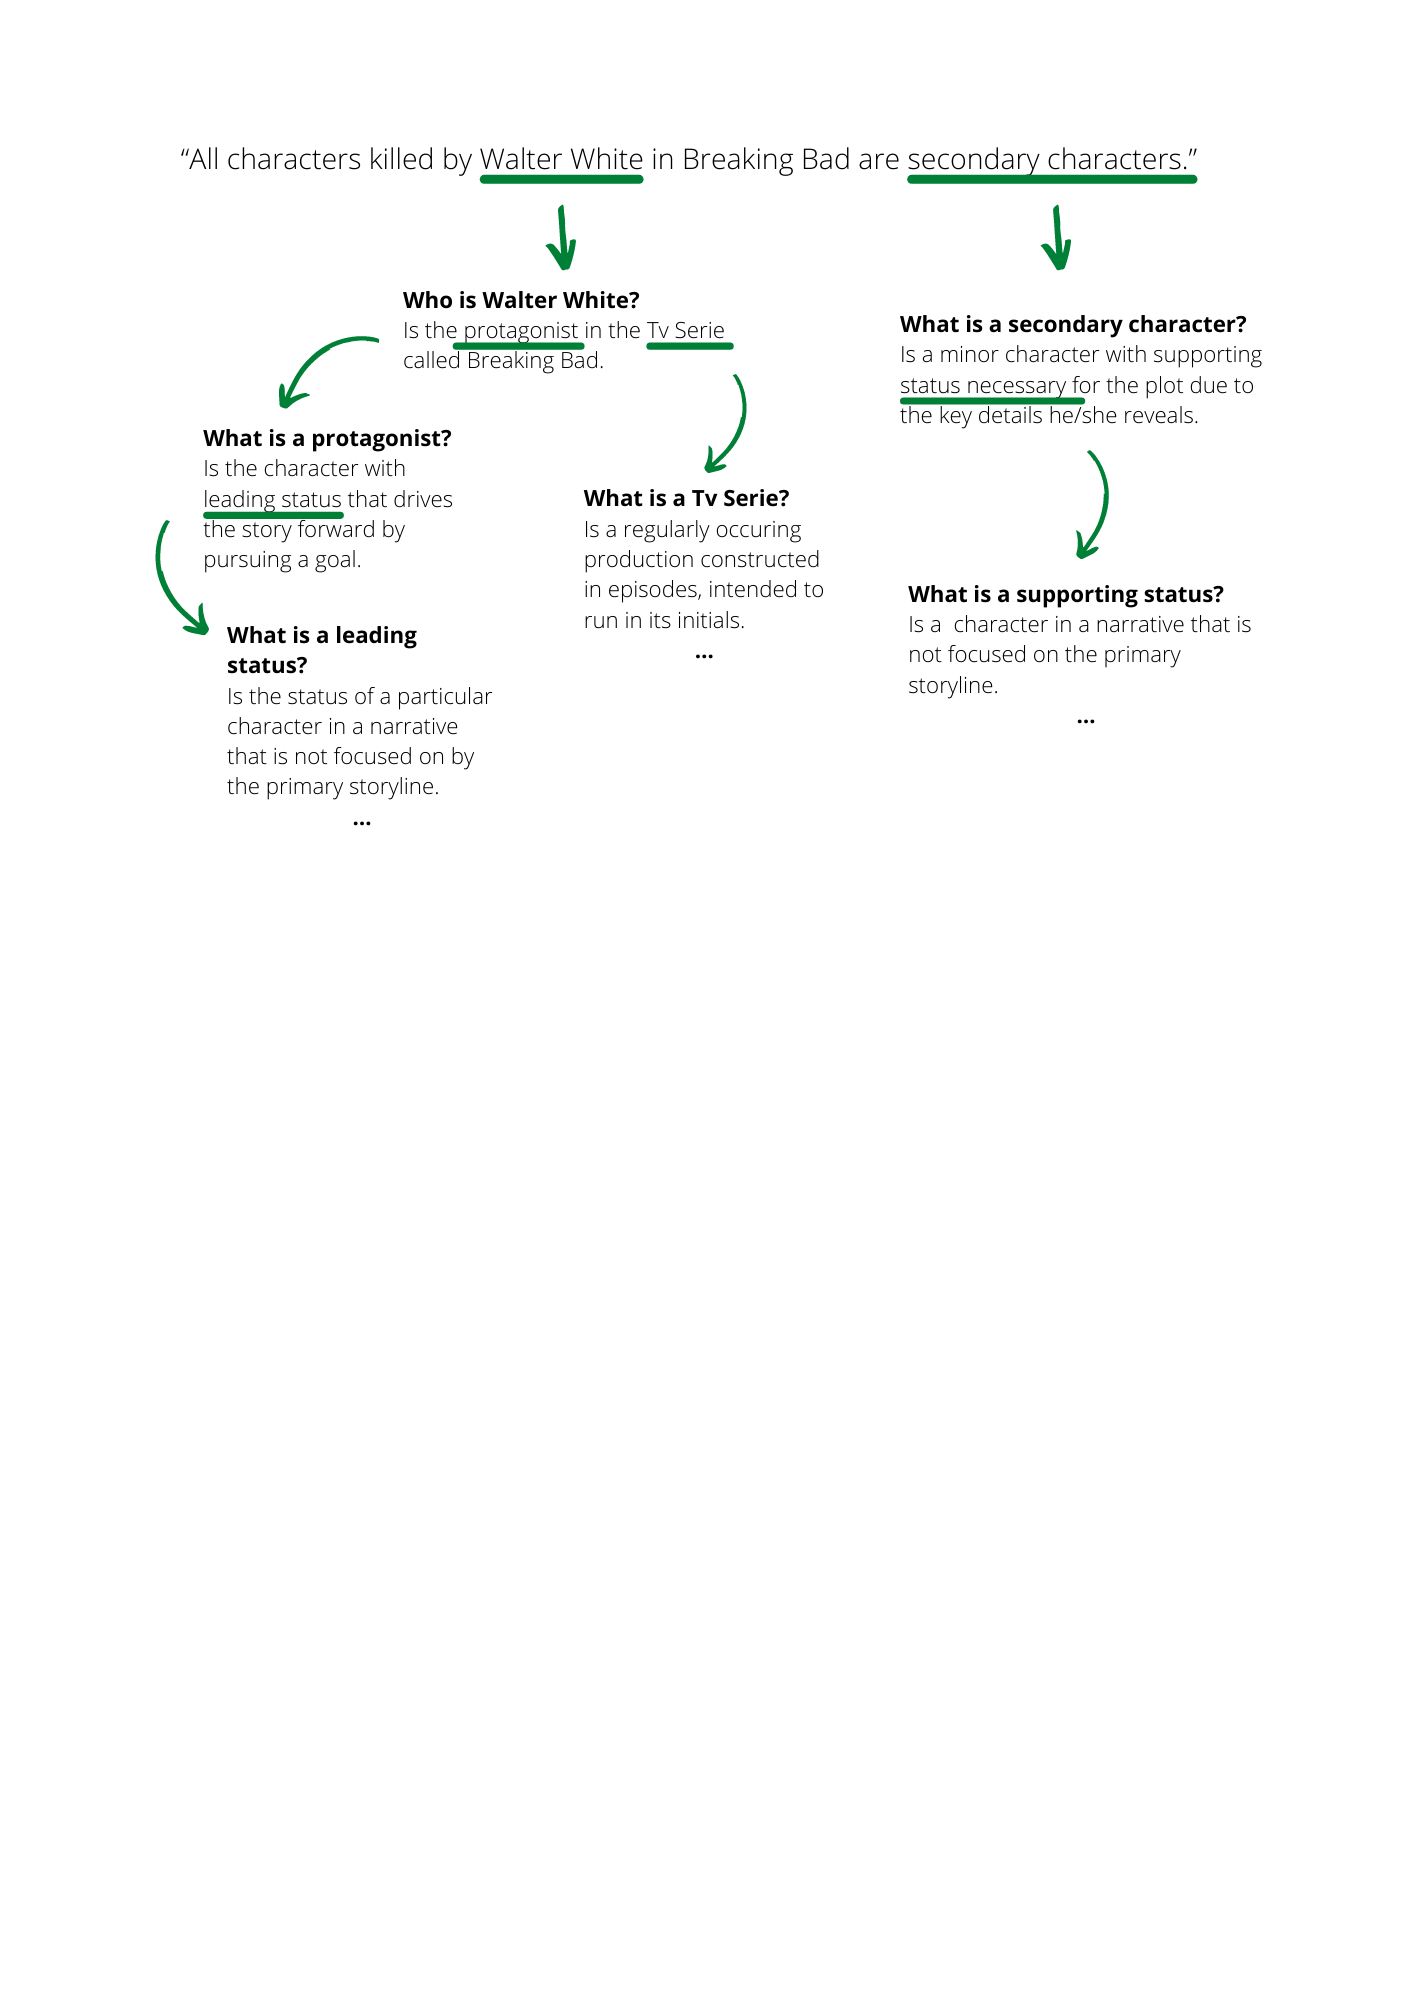 “All characters killed by Walter White in Breaking Bad are secondary characters.”
Who is Walter White?
Is the protagonist in the Tv Serie
called Breaking Bad.
What is a protagonist?
Is the character with
leading status that drives
the story forward by
pursuing a goal.
What is a leading
status?
Is the status of a particular
character in a narrative
that is not focused on by
the primary storyline.
...
What is a Tv Serie?
Is a regularly occuring
production constructed
in episodes, intended to
run in its initials.
...
What is a secondary character?
Is a minor character with supporting
status necessary for the plot due to
the key details he/she reveals.
What is a supporting status?
Is a  character in a narrative that is
not focused on the primary
storyline.
...